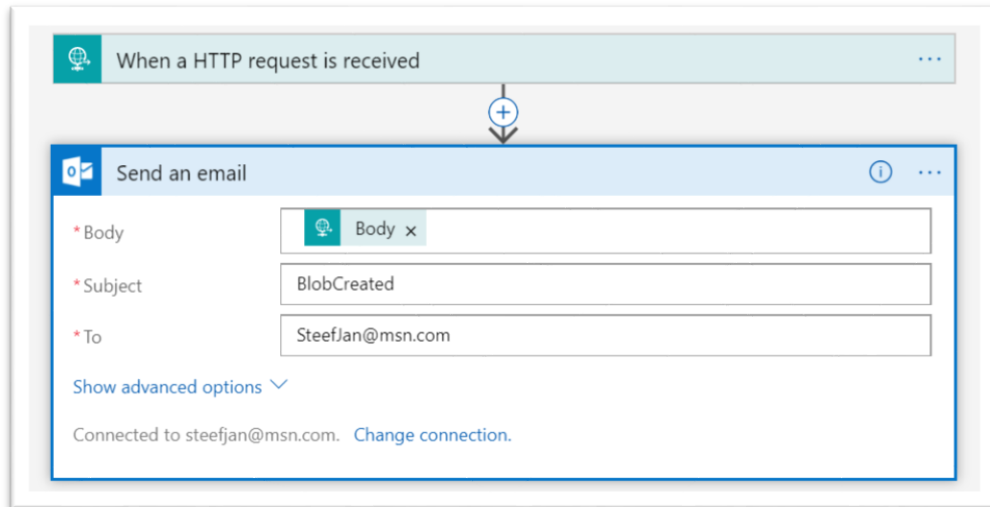 When a HTTP request is received
Send an email
* Body
Body ×
* Subject
BlobCreated
* To
SteefJan@msn.com
Show advanced options
Connected to steefjan@msn.com. Change connection.